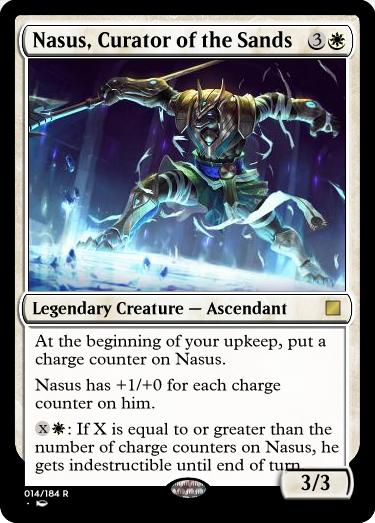 Nasus, Curator of the Sands 3
Legendary Creature — Ascendant
At the beginning of your upkeep, put a
charge counter on Nasus.
Nasus has +1/+0 for each charge
counter on him.
X: If X is equal to or greater than the
number of charge counters on Nasus, he
gets indestructible until end of turn.
3/3
014/184 R